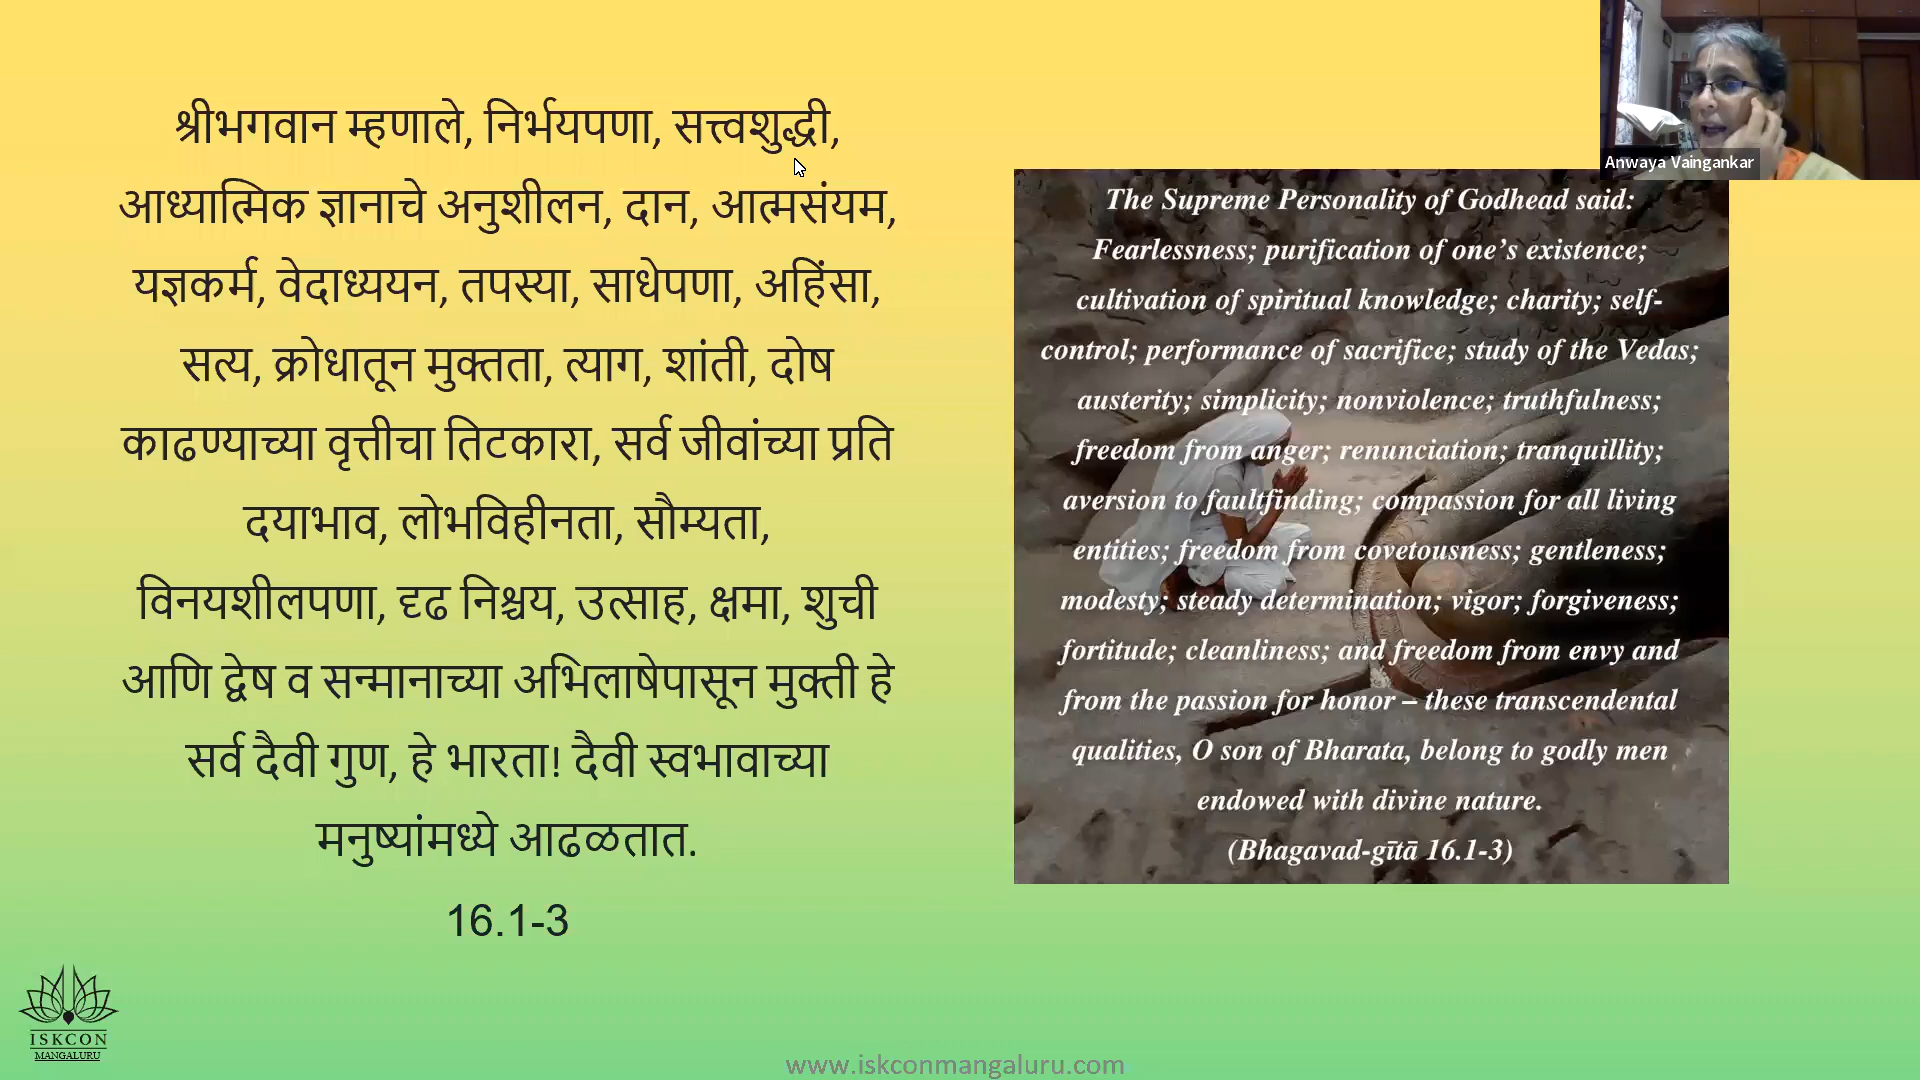 श्रीभगवान म्हणाले, निर्भयपणा, सत्त्वशुद्धी,
आध्यात्मिक ज्ञानाचे अनुशीलन, दान, आत्मसंयम,
यज्ञकर्म, वेदाध्ययन, तपस्या, साधेपणा, अहिंसा,
सत्य, क्रोधातून मुक्तता, त्याग, शांती, दोष
काढण्याच्या वृत्तीचा तिटकारा, सर्व जीवांच्या प्रति
दयाभाव, लोभविहीनता, सौम्यता,
विनयशीलपणा, दृढ निश्चय, उत्साह, क्षमा, शुची
आणि द्वेष व सन्मानाच्या अभिलाषेपासून मुक्ती हे
सर्व दैवी गुण, हे भारता! दैवी स्वभावाच्या
मनुष्यांमध्ये आढळतात.
16.1-3
Anwaya Vaingankar
The Supreme Personality of Godhead said:
Fearlessness; purification of one’s existence;
cultivation of spiritual knowledge; charity; self-
control; performance of sacrifice; study of the Vedas;
austerity; simplicity; nonviolence; truthfulness;
freedom from anger; renunciation; tranquillity;
aversion to faultfinding; compassion for all living
entities; freedom from covetousness; gentleness;
modesty; steady determination; vigor; forgiveness;
fortitude; cleanliness; and freedom from envy and
from the passion for honor – these transcendental
qualities, O son of Bharata, belong to godly men
endowed with divine nature.
(Bhagavad-gītā 16.1-3)
ISKCON
MANGALURU
www.iskconmangaluru.com